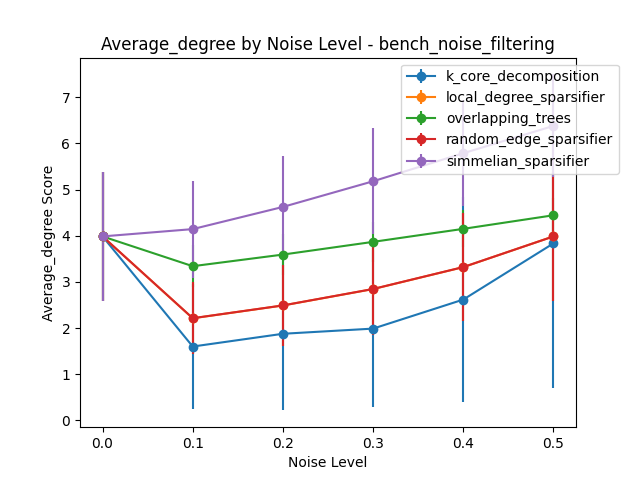 Average_degree by Noise Level - bench_noise_filtering
k_core_decomposition
local_degree_sparsifier
overlapping_trees
random_edge_sparsifier
simmelian_sparsifier
Average_degree Score
7
6
5
4
3
2
1
0
0.0 0.1 0.2 0.3 0.4 0.5
Noise Level